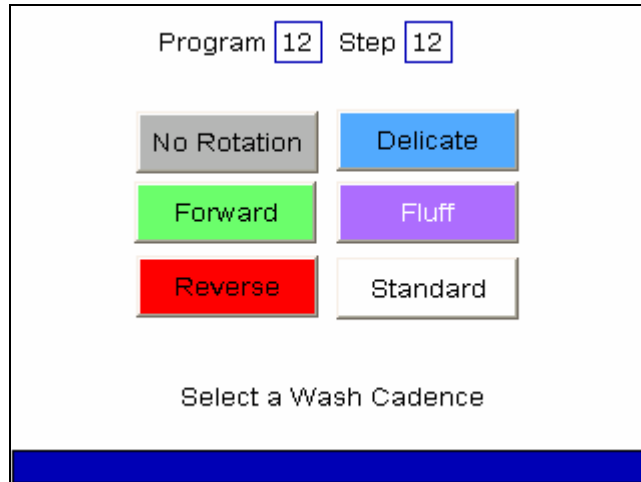 Program 12 Step 12
No Rotation Delicate
Forward Fluff
Reverse Standard
Select a Wash Cadence